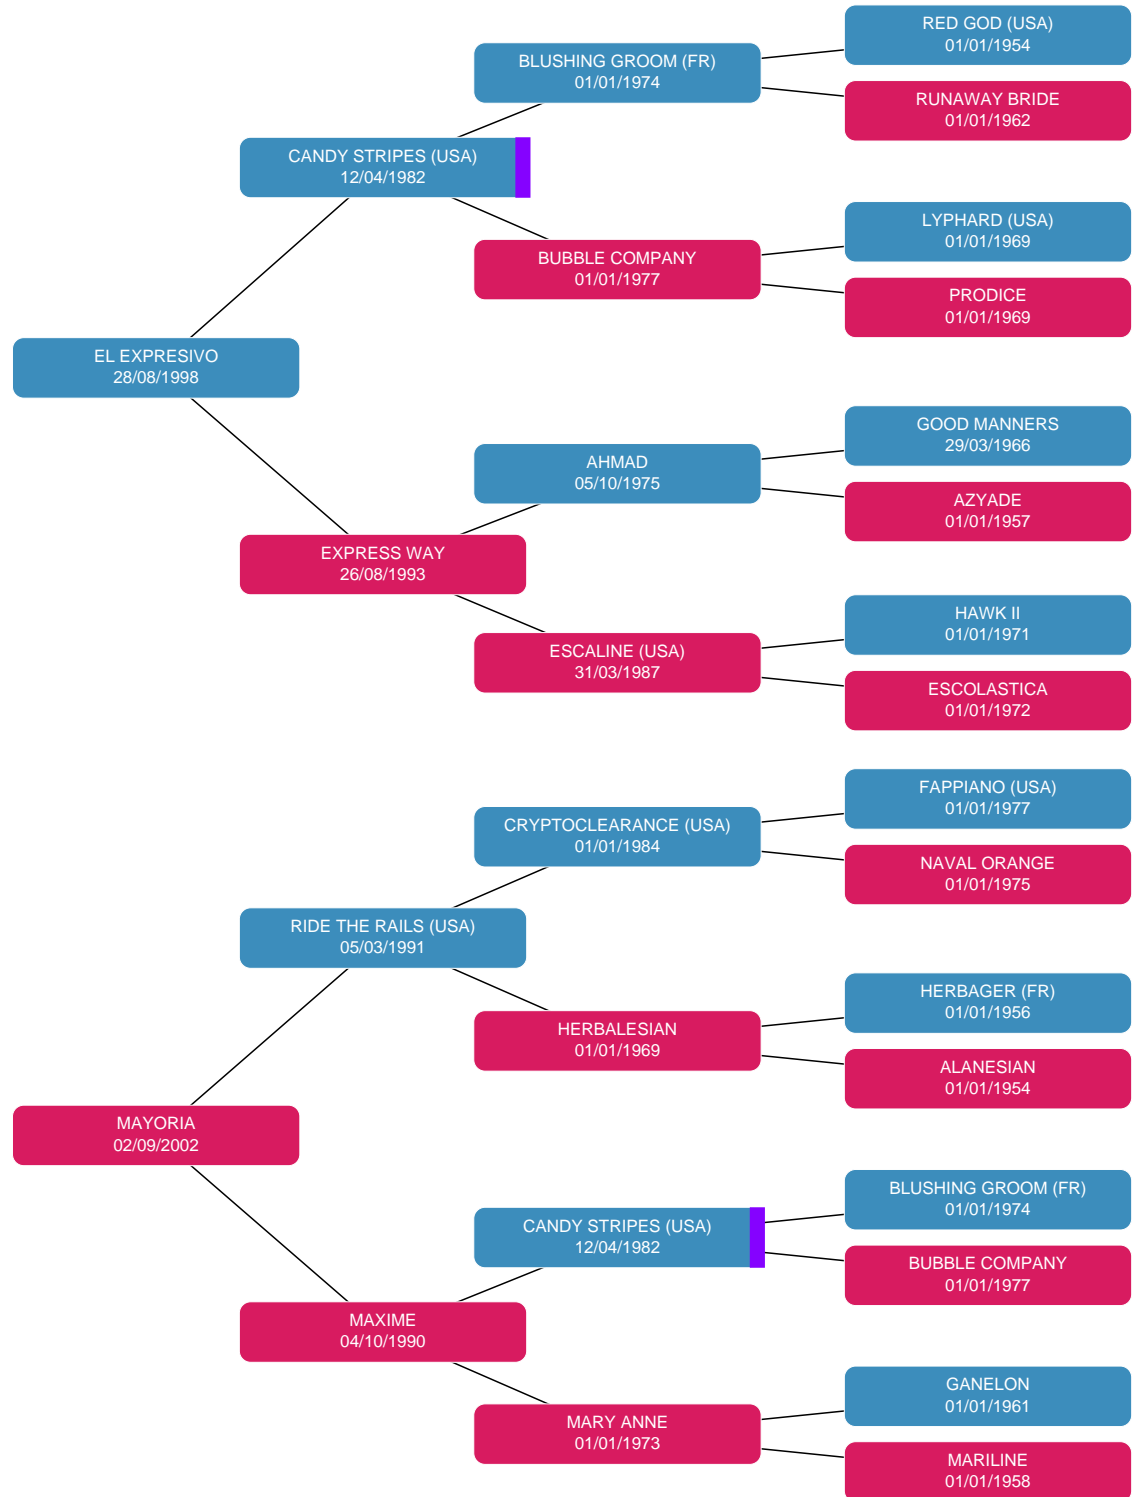 RED GOD (USA)
01/01/1954
BLUSHING GROOM (FR)
01/01/1974
RUNAWAY BRIDE
01/01/1962
CANDY STRIPES (USA)
12/04/1982
LYPHARD (USA)
01/01/1969
BUBBLE COMPANY
01/01/1977
PRODICE
01/01/1969
EL EXPRESIVO
28/08/1998
GOOD MANNERS
29/03/1966
AHMAD
05/10/1975
AZYADE
01/01/1957
EXPRESS WAY
26/08/1993
HAWK II
01/01/1971
ESCALINE (USA)
31/03/1987
ESCOLASTICA
01/01/1972
FAPPIANO (USA)
01/01/1977
CRYPTOCLEARANCE (USA)
01/01/1984
NAVAL ORANGE
01/01/1975
RIDE THE RAILS (USA)
05/03/1991
HERBAGER (FR)
01/01/1956
HERBALESIAN
01/01/1969
ALANESIAN
01/01/1954
MAYORIA
02/09/2002
BLUSHING GROOM (FR)
01/01/1974
CANDY STRIPES (USA)
12/04/1982
BUBBLE COMPANY
01/01/1977
MAXIME
04/10/1990
GANELON
01/01/1961
MARY ANNE
01/01/1973
MARILINE
01/01/1958